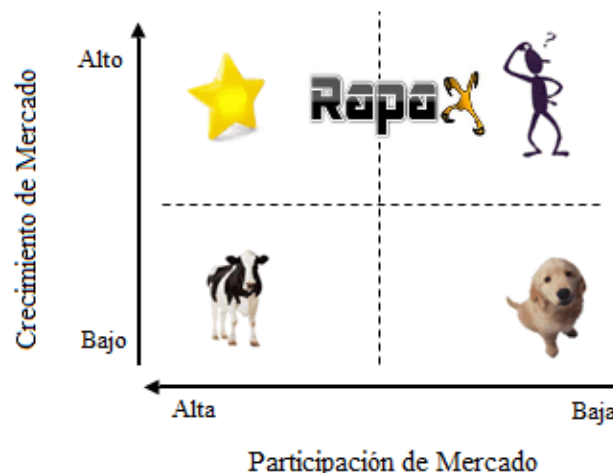 Alto
?
RapaX
Crecimiento de Mercado
Bajo
Alta
Baja
Participación de Mercado